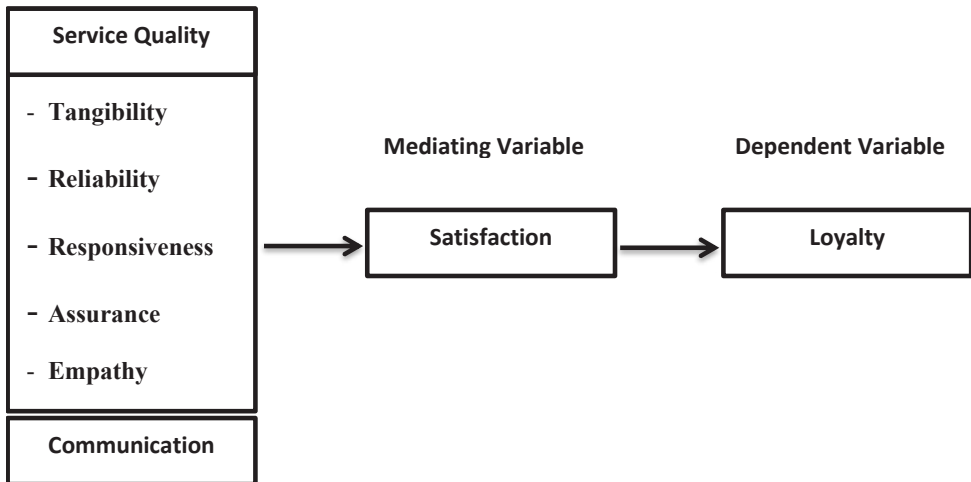 Service Quality
- Tangibility
- Reliability
- Responsiveness
- Assurance
- Empathy
Communication
Mediating Variable
Satisfaction
Dependent Variable
Loyalty